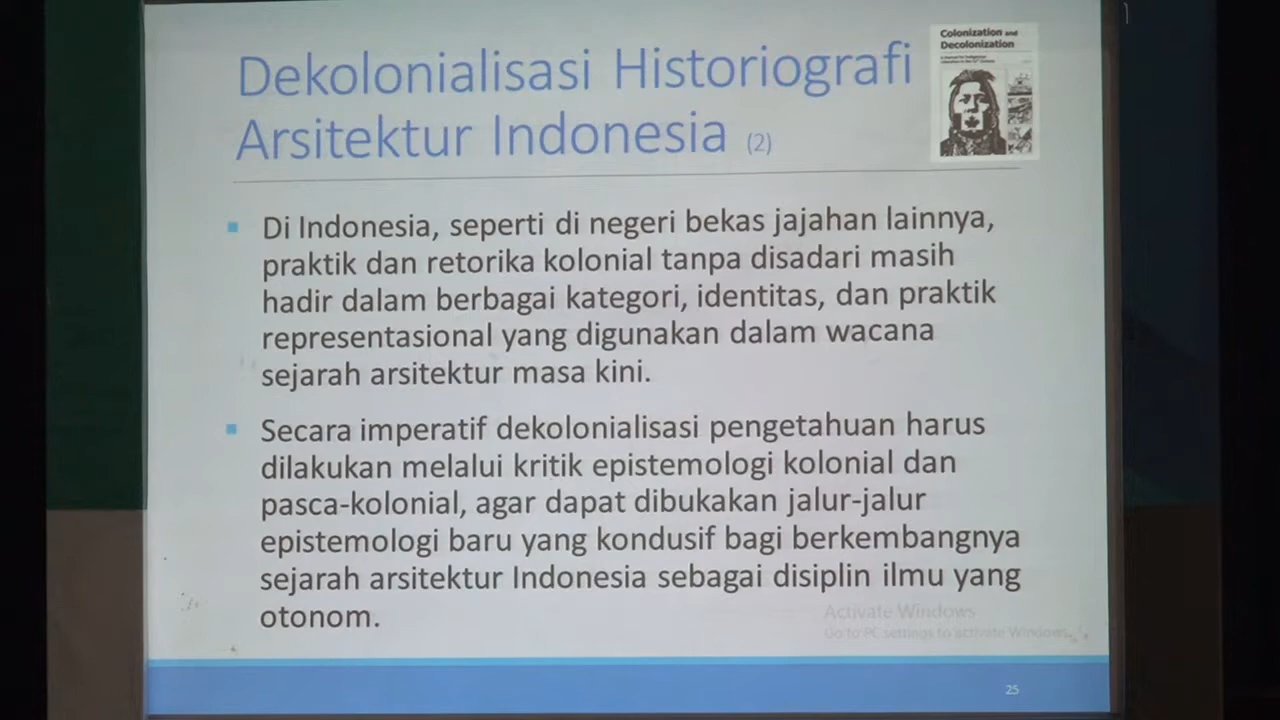 Dekolonialisasi Historiografi
Arsitektur Indonesia (2)
Colonization and
Decolonization
Di Indonesia, seperti di negeri bekas jajahan lainnya,
praktik dan retorika kolonial tanpa disadari masih
hadir dalam berbagai kategori, identitas, dan praktik
representasional yang digunakan dalam wacana
sejarah arsitektur masa kini.
Secara imperatif dekolonialisasi pengetahuan harus
dilakukan melalui kritik epistemologi kolonial dan
pasca-kolonial, agar dapat dibukakan jalur-jalur
epistemologi baru yang kondusif bagi berkembangnya
sejarah arsitektur Indonesia sebagai disiplin ilmu yang
otonom.
Activate Windows
Go to PC settings to activate Windows.
25